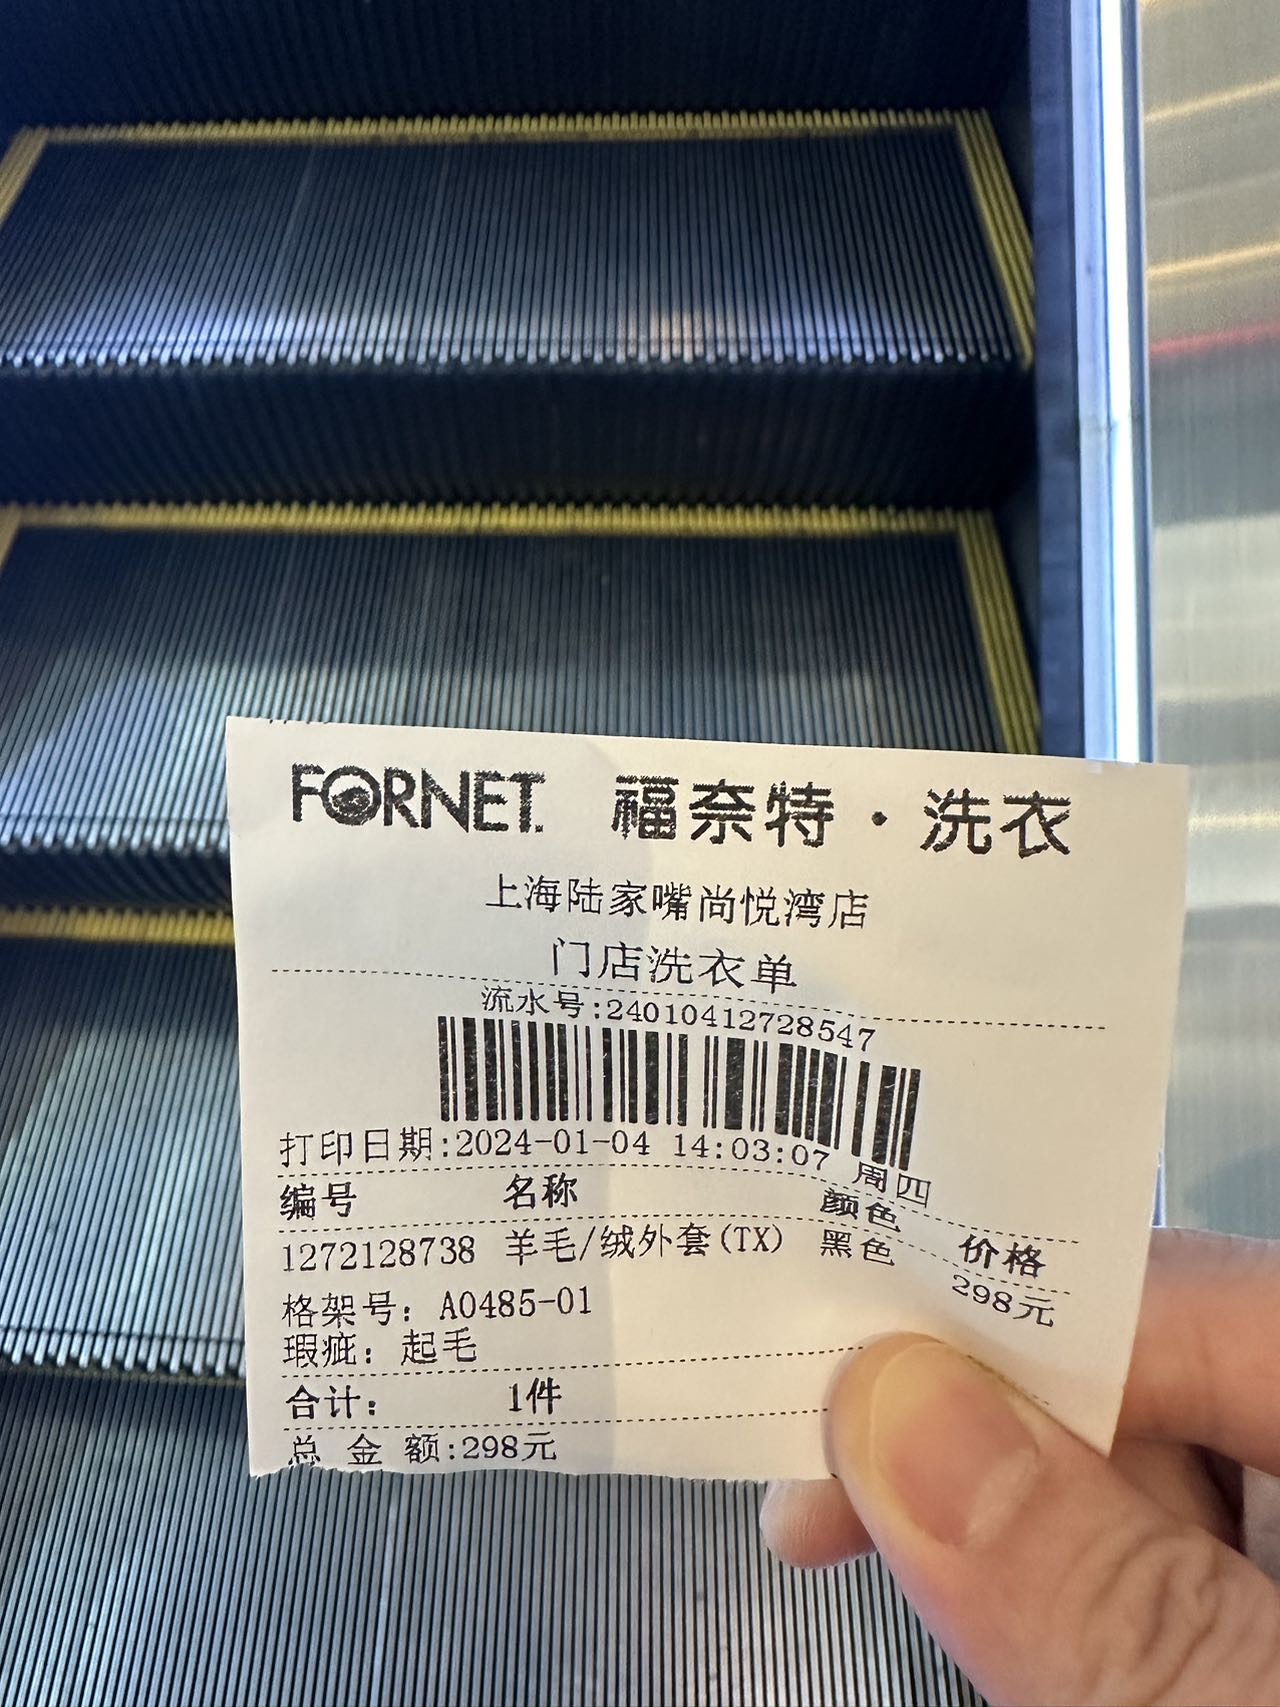 FORNET. 福奈特·洗衣
上海陆家嘴尚悦湾店
门店洗衣单
流水号:24010412728547
打印日期:2024-01-04 14:03:07 周四
编号 名称 颜色 价格
1272128738 羊毛/绒外套(TX) 黑色 298元
格架号: A0485-01
瑕疵: 起毛
合计: 1件
总 金 额:298元